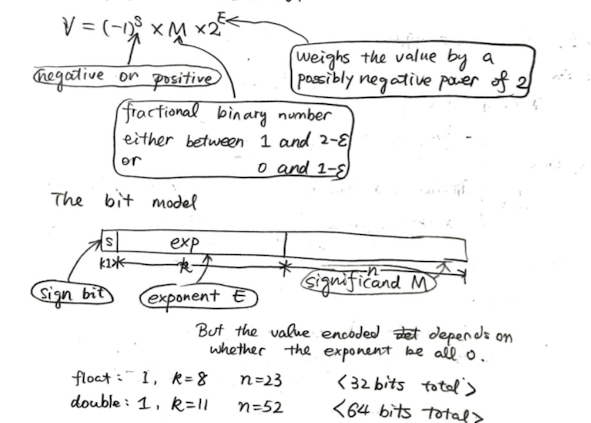 V = (-1)^S × M × 2^E
weighs the value by a
possibly negative power of 2
negative or positive
fractional binary number
either between 1 and 2-ε
or 0 and 1-ε
The bit model
s exp
k n
sign bit
exponent E
significand M
But the value encoded depends on
whether the exponent be all 0.
float: 1, k=8 n=23 <32 bits total>
double: 1, k=11 n=52 <64 bits total>